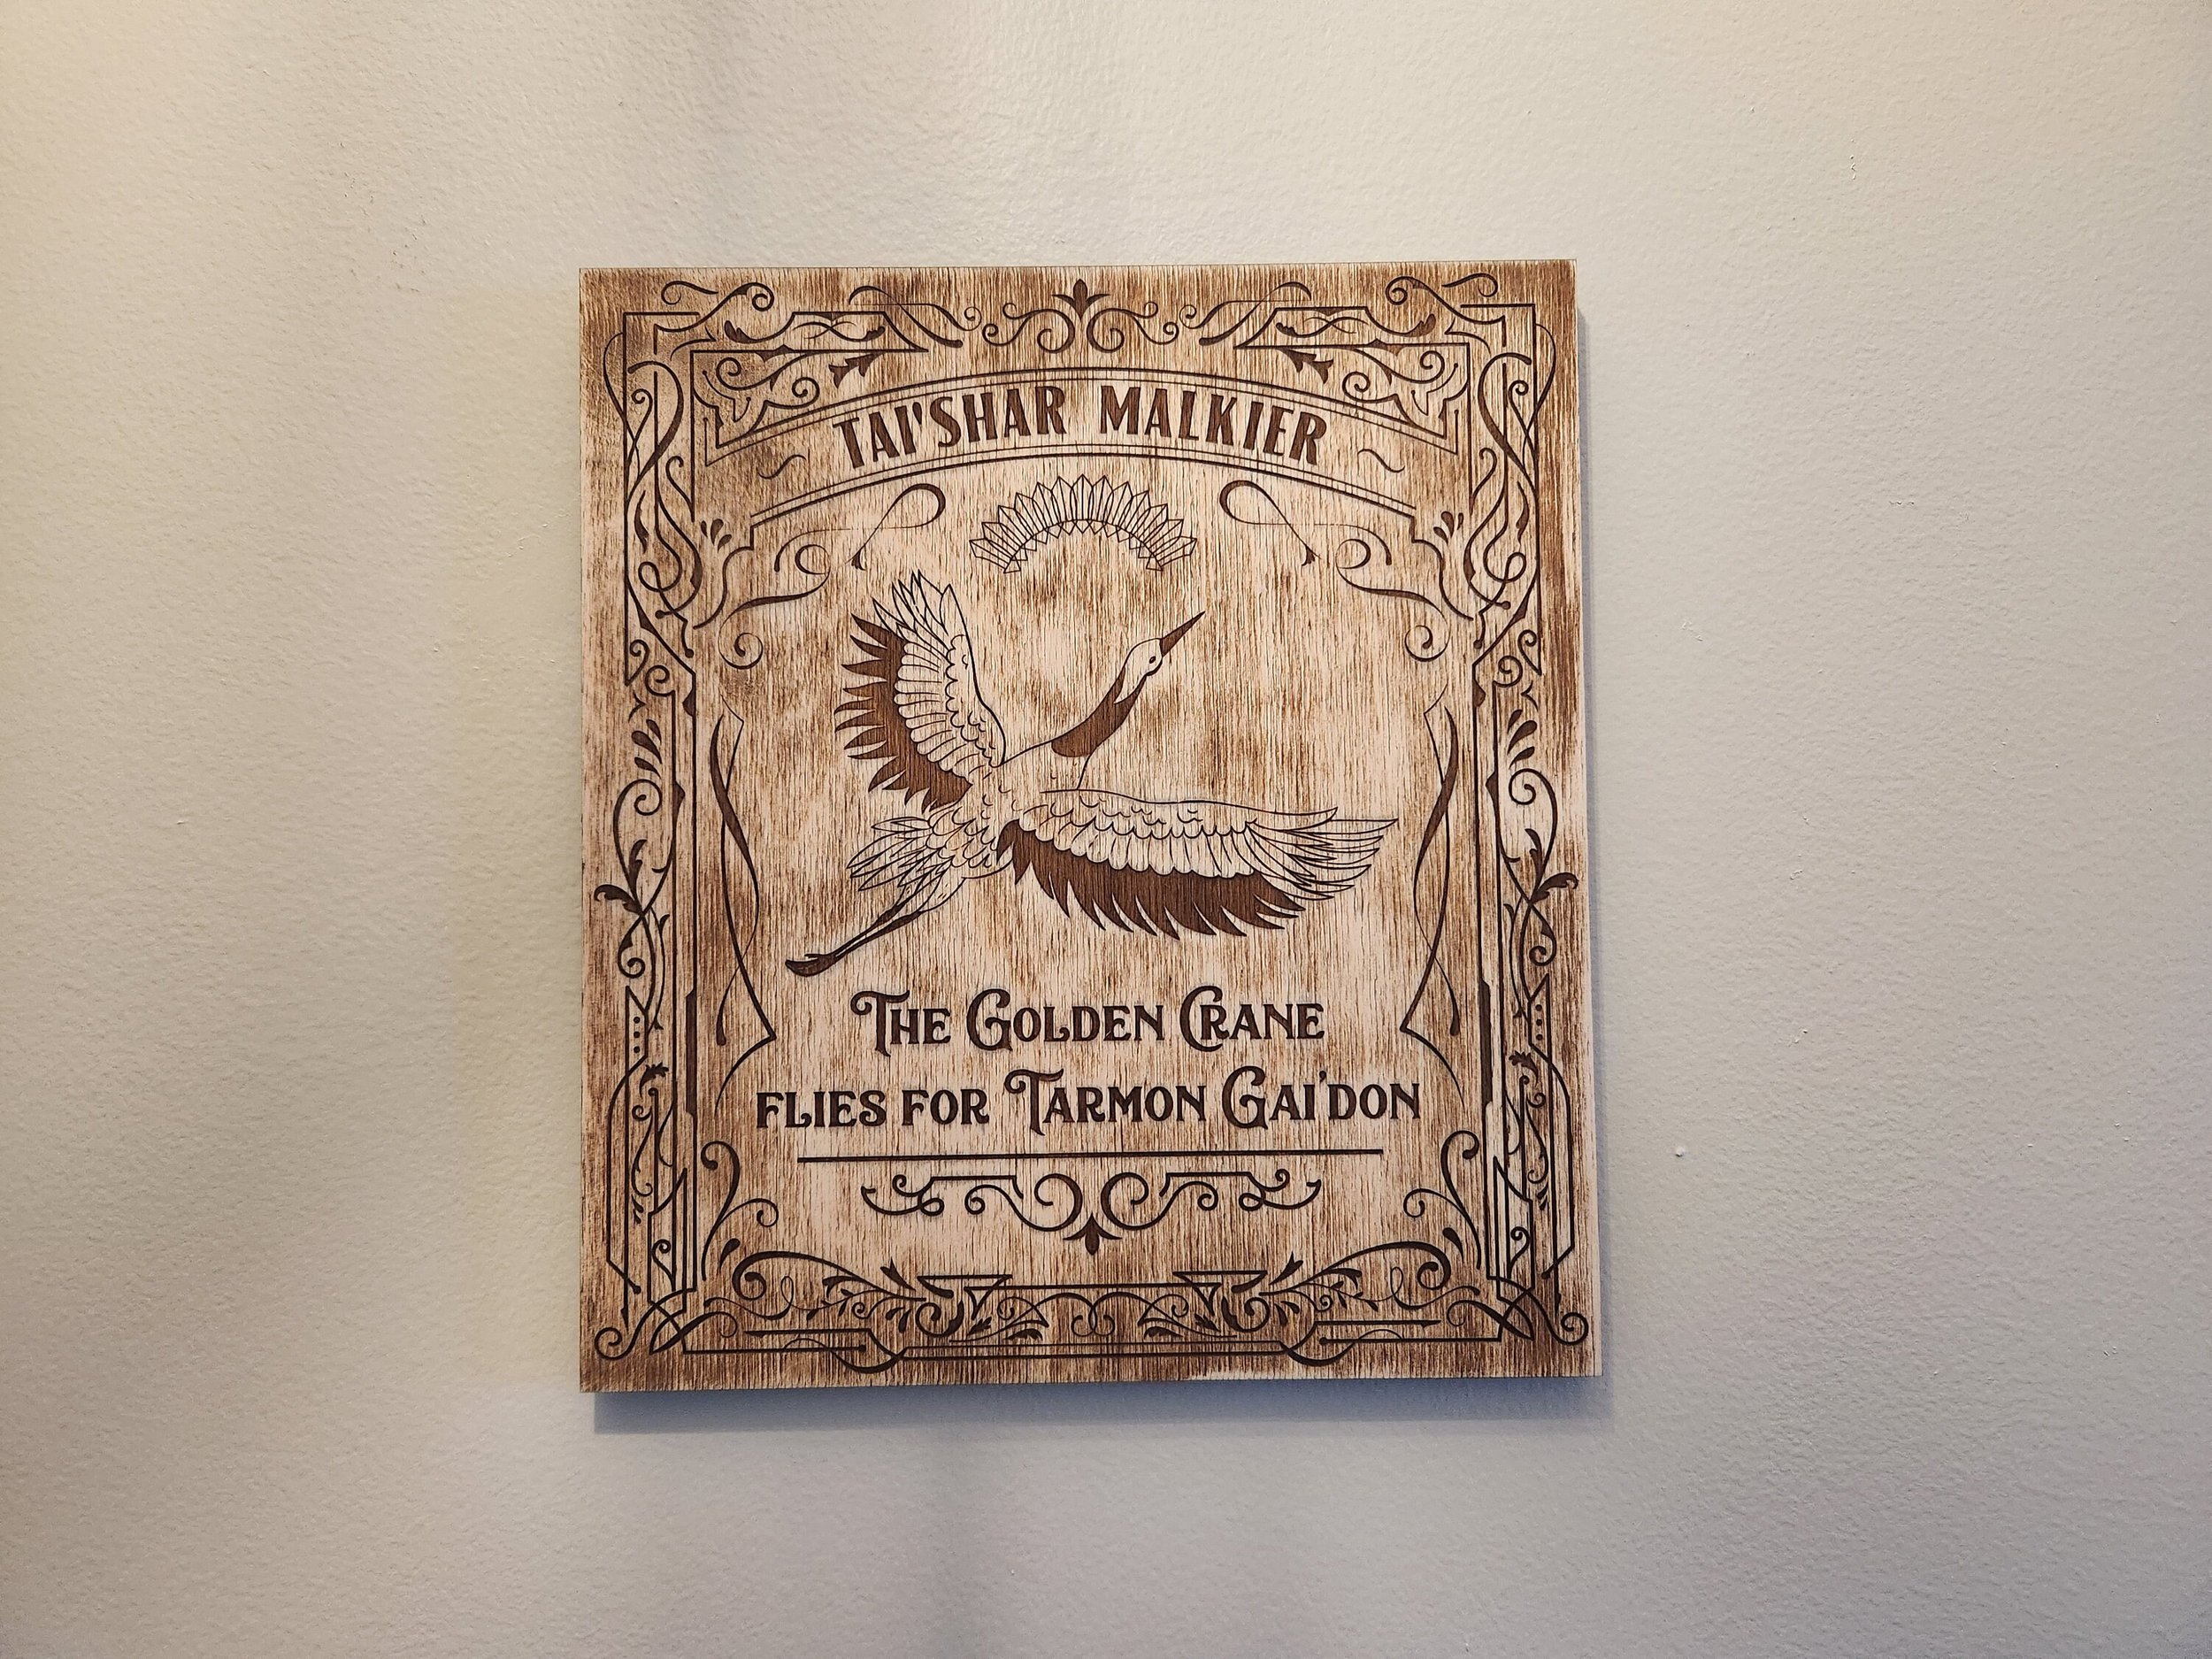 TAI'SHAR MALKIER
THE GOLDEN CRANE
FLIES FOR TARMON GAI'DON